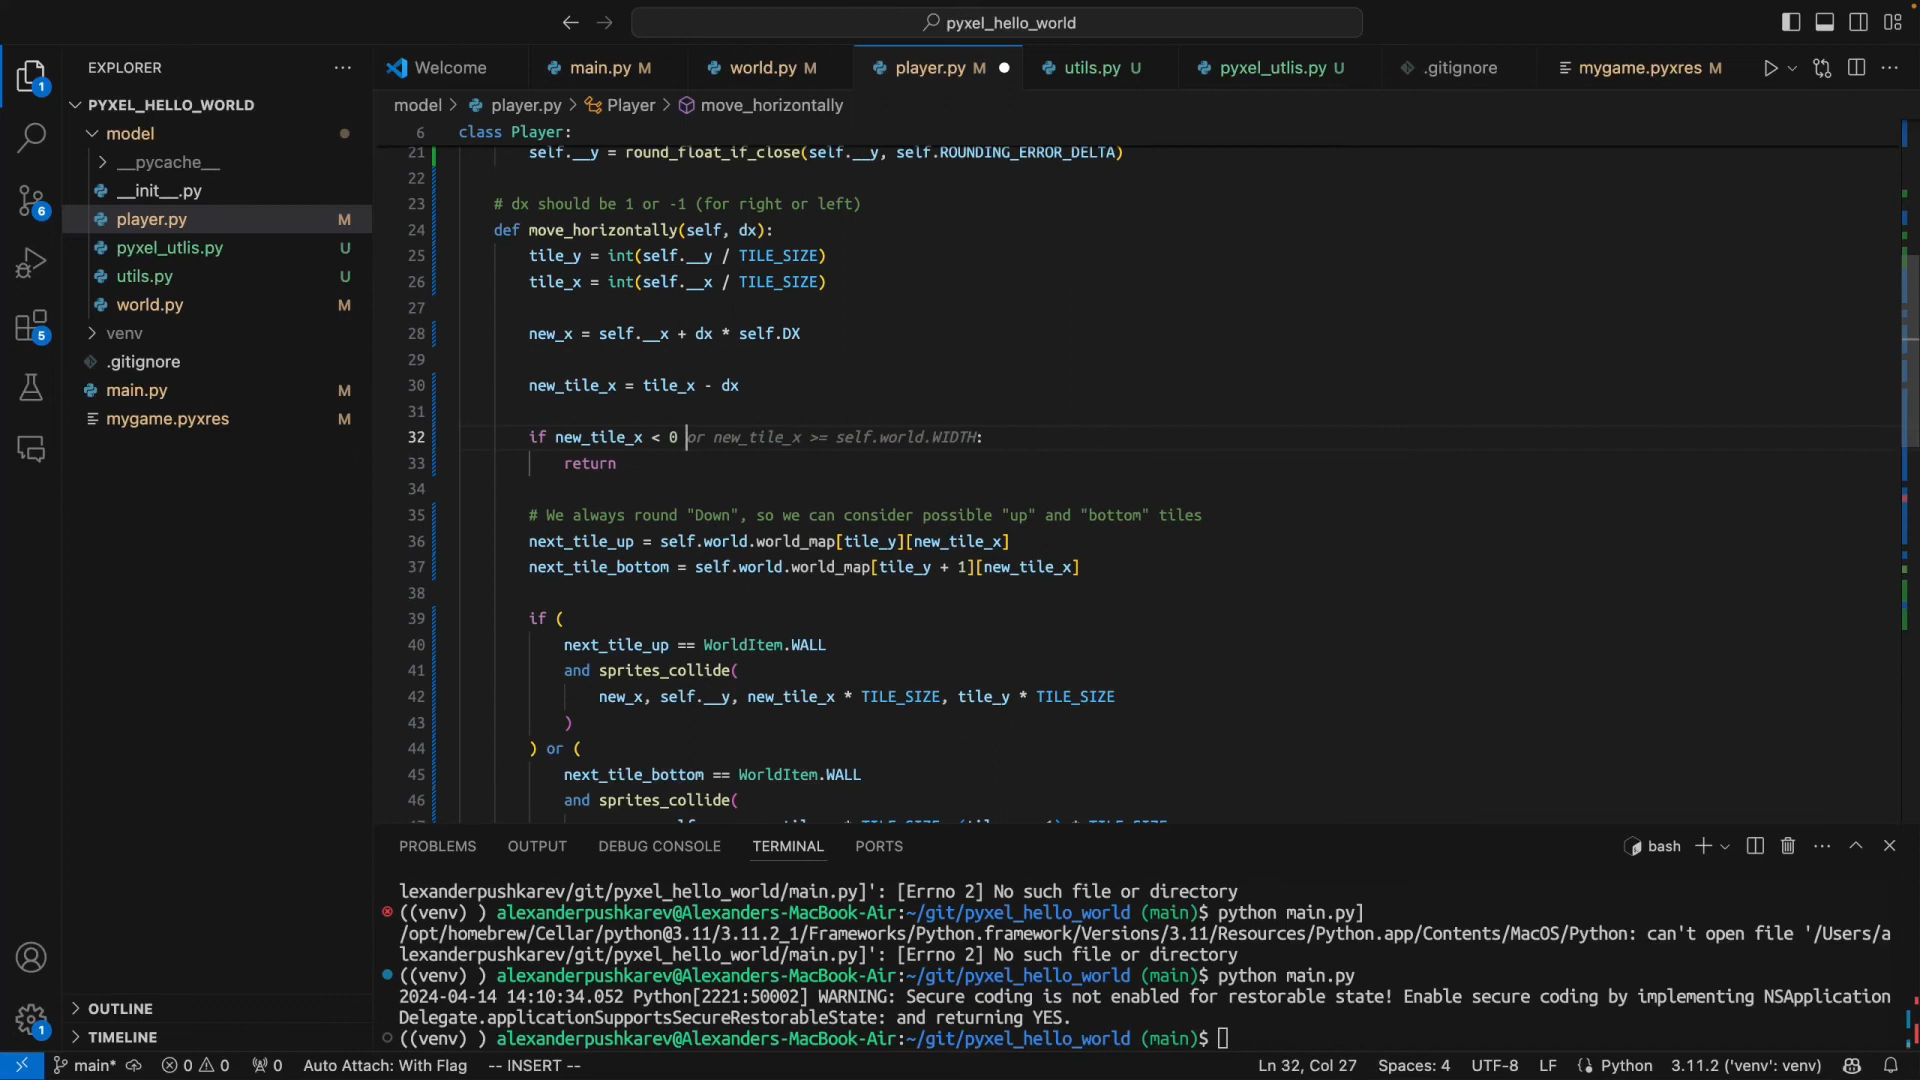 pyxel_hello_world
EXPLORER
Welcome
main.py M
world.py M
player.py M
utils.py U
pyxel_utlis.py U
.gitignore
mygame.pyxres M
PYXEL_HELLO_WORLD
model
__pycache__
__init__.py
player.py M
pyxel_utlis.py U
utils.py U
world.py M
venv
.gitignore
main.py M
mygame.pyxres M
OUTLINE
TIMELINE
1
6
5
1
model > player.py > Player > move_horizontally
6 class Player:
21 self.__y = round_float_if_close(self.__y, self.ROUNDING_ERROR_DELTA)
22
23 # dx should be 1 or -1 (for right or left)
24 def move_horizontally(self, dx):
25 tile_y = int(self.__y / TILE_SIZE)
26 tile_x = int(self.__x / TILE_SIZE)
27
28 new_x = self.__x + dx * self.DX
29
30 new_tile_x = tile_x - dx
31
32 if new_tile_x < 0 or new_tile_x >= self.world.WIDTH:
33 return
34
35 # We always round "Down", so we can consider possible "up" and "bottom" tiles
36 next_tile_up = self.world.world_map[tile_y][new_tile_x]
37 next_tile_bottom = self.world.world_map[tile_y + 1][new_tile_x]
38
39 if (
40 next_tile_up == WorldItem.WALL
41 and sprites_collide(
42 new_x, self.__y, new_tile_x * TILE_SIZE, tile_y * TILE_SIZE
43 )
44 ) or (
45 next_tile_bottom == WorldItem.WALL
46 and sprites_collide(
PROBLEMS OUTPUT DEBUG CONSOLE TERMINAL PORTS
bash
lexanderpushkarev/git/pyxel_hello_world/main.py]': [Errno 2] No such file or directory
((venv) ) alexanderpushkarev@Alexanders-MacBook-Air:~/git/pyxel_hello_world (main)$ python main.py]
/opt/homebrew/Cellar/python@3.11/3.11.2_1/Frameworks/Python.framework/Versions/3.11/Resources/Python.app/Contents/MacOS/Python: can't open file '/Users/a
lexanderpushkarev/git/pyxel_hello_world/main.py]': [Errno 2] No such file or directory
((venv) ) alexanderpushkarev@Alexanders-MacBook-Air:~/git/pyxel_hello_world (main)$ python main.py
2024-04-14 14:10:34.052 Python[2221:50002] WARNING: Secure coding is not enabled for restorable state! Enable secure coding by implementing NSApplication
Delegate.applicationSupportsSecureRestorableState: and returning YES.
((venv) ) alexanderpushkarev@Alexanders-MacBook-Air:~/git/pyxel_hello_world (main)$
main* 0 0 0 Auto Attach: With Flag -- INSERT -- Ln 32, Col 27 Spaces: 4 UTF-8 LF Python 3.11.2 ('venv': venv)